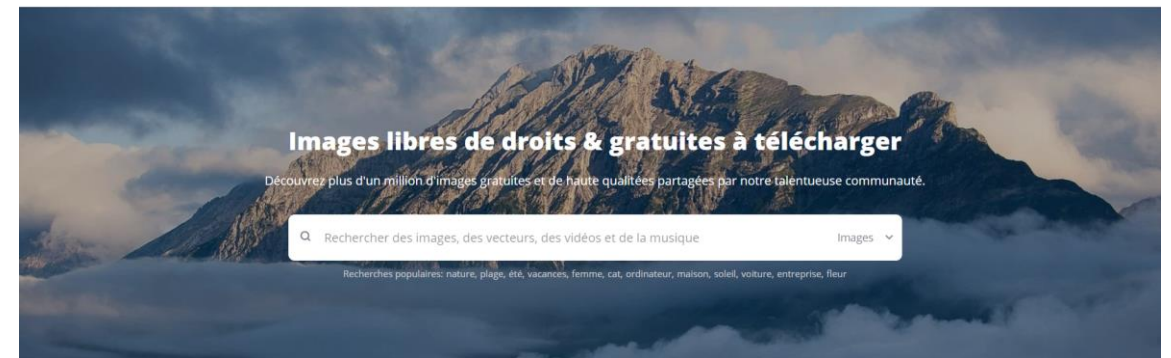 Images libres de droits & gratuites à télécharger
Découvrez plus d'un million d'images gratuites et de haute qualitées partagées par notre talentueuse communauté.
Rechercher des images, des vecteurs, des vidéos et de la musique Images
Recherches populaires: nature, plage, été, vacances, femme, cat, ordinateur, maison, soleil, voiture, entreprise, fleur